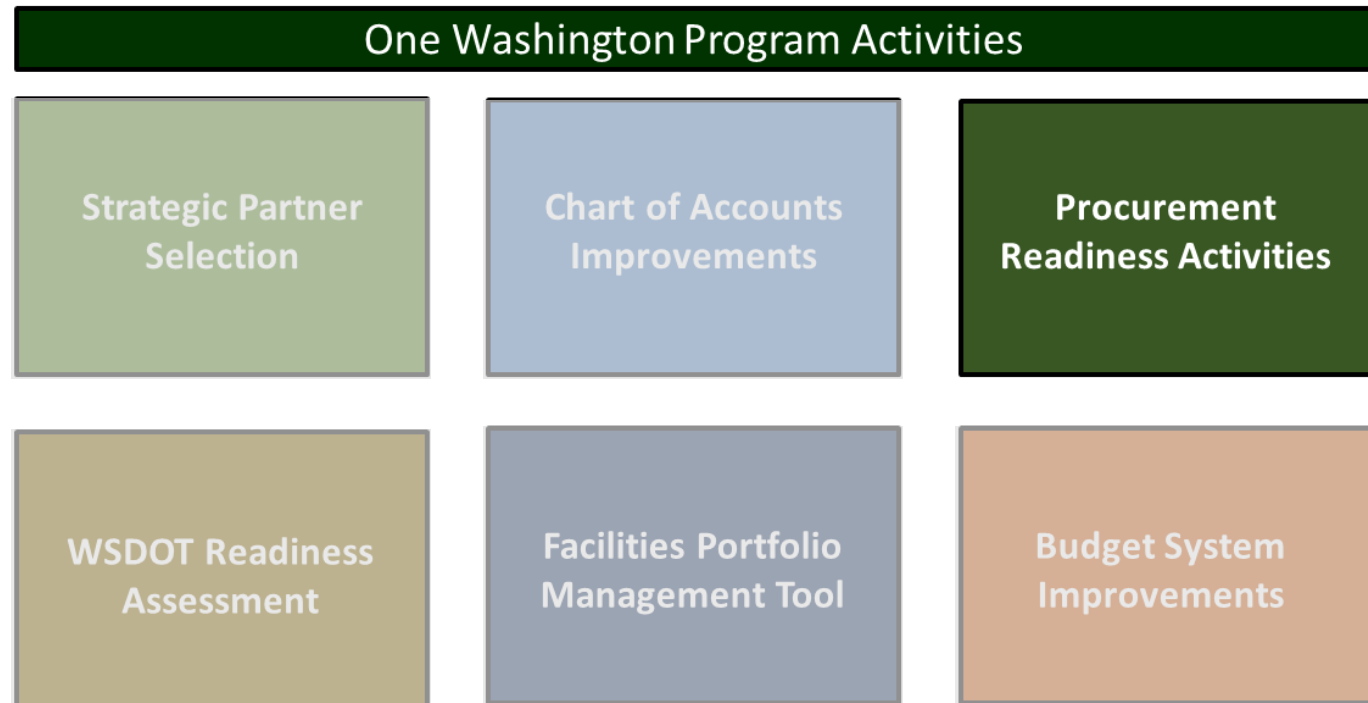 One Washington Program Activities
Strategic Partner
Selection
Chart of Accounts
Improvements
Procurement
Readiness Activities
WSDOT Readiness
Assessment
Facilities Portfolio
Management Tool
Budget System
Improvements